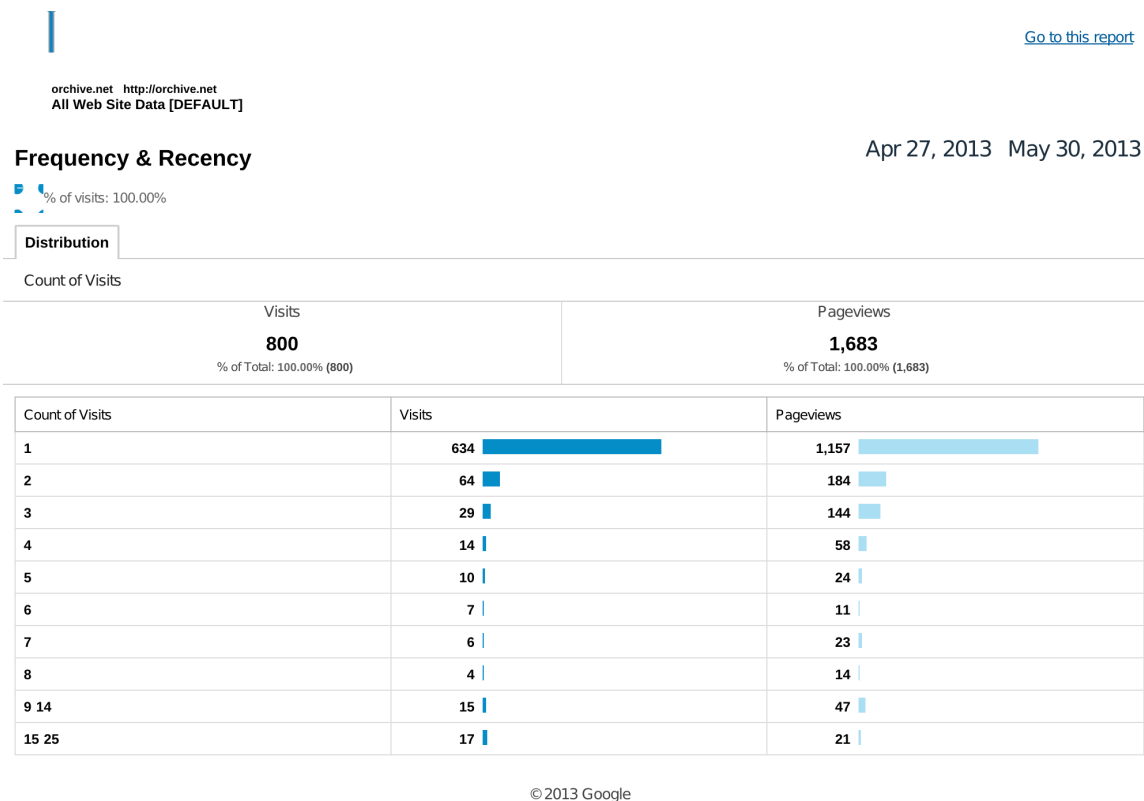 Go to this report
orchive.net http://orchive.net
All Web Site Data [DEFAULT]
Apr 27, 2013 May 30, 2013
Frequency & Recency
% of visits: 100.00%
Distribution
Count of Visits
Visits Pageviews
800 1,683
% of Total: 100.00% (800) % of Total: 100.00% (1,683)
Count of Visits Visits Pageviews
1 634 1,157
2 64 184
3 29 144
4 14 58
5 10 24
6 7 11
7 6 23
8 4 14
9 14 15 47
15 25 17 21
© 2013 Google